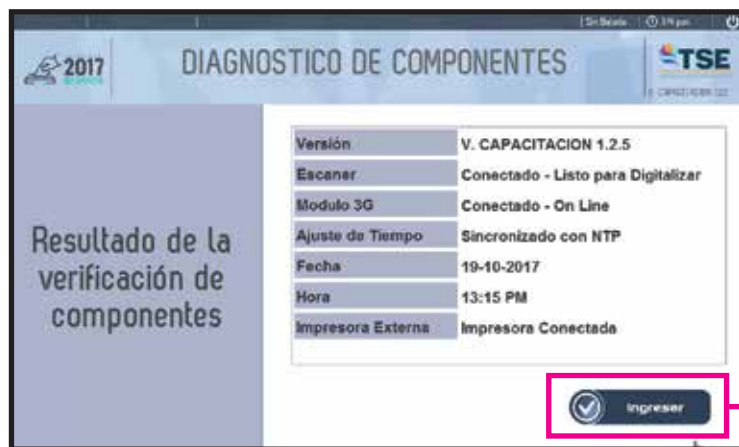 2017
DIAGNOSTICO DE COMPONENTES
TSE
Resultado de la
verificación de
componentes
Versión V. CAPACITACION 1.2.5
Escaner Conectado - Listo para Digitalizar
Modulo 3G Conectado - On Line
Ajuste de Tiempo Sincronizado con NTP
Fecha 19-10-2017
Hora 13:15 PM
Impresora Externa Impresora Conectada
Ingresar